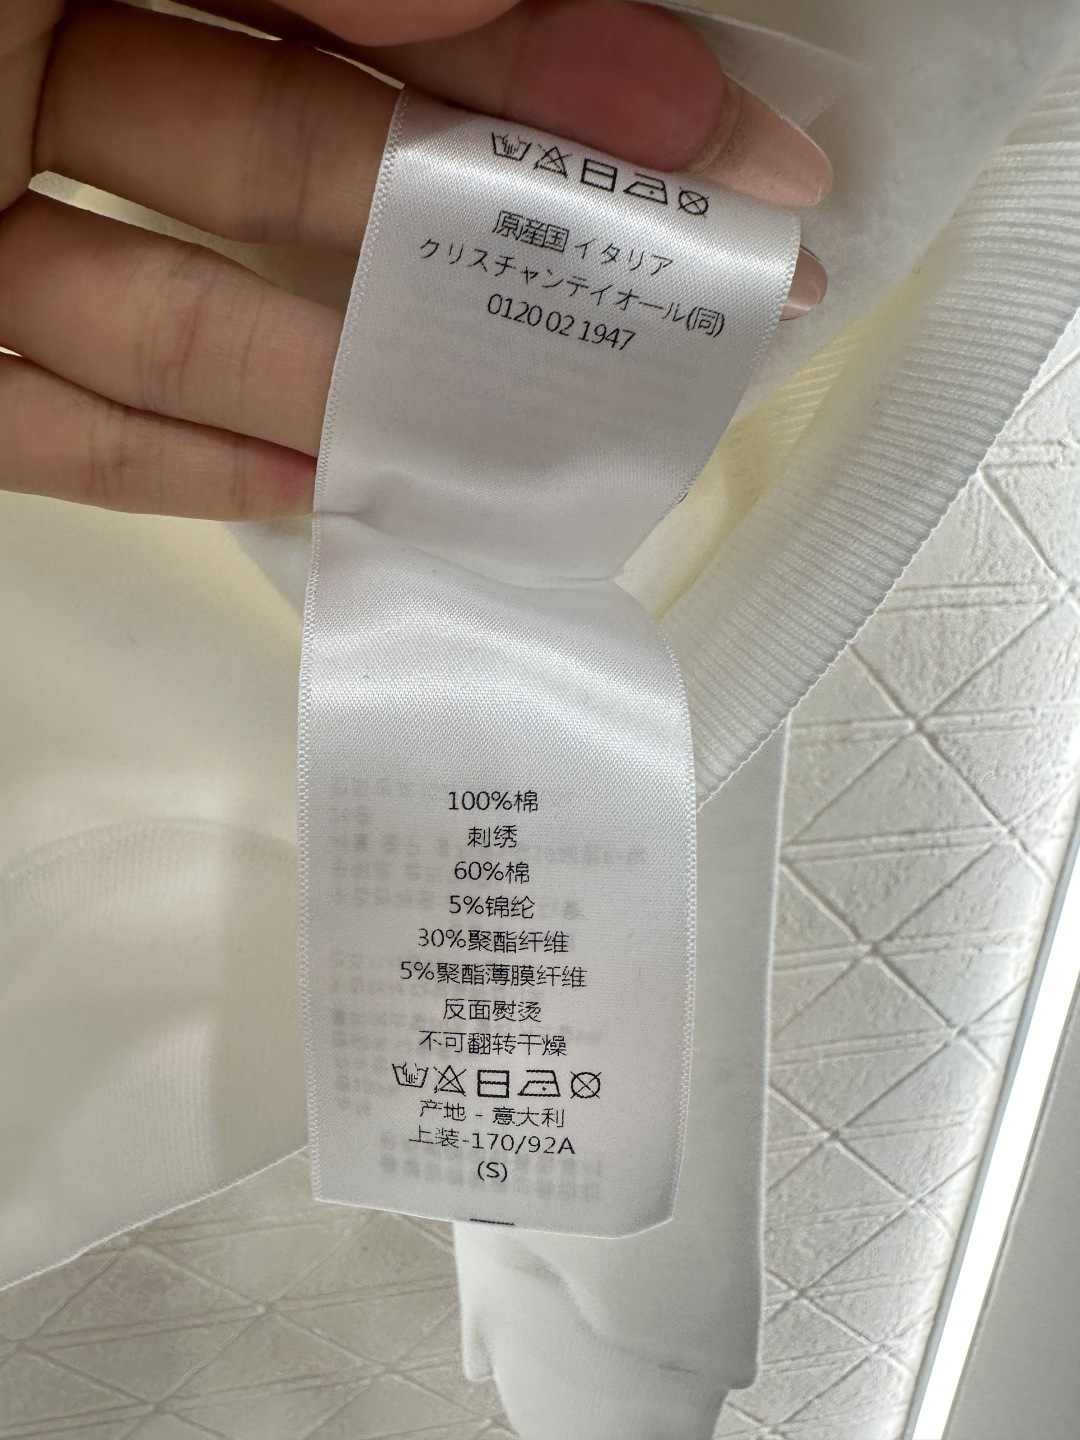 原産国 イタリア
クリスチャンテイオール(同)
0120 02 1947
100%棉
刺绣
60%棉
5%锦纶
30%聚酯纤维
5%聚酯薄膜纤维
反面熨烫
不可翻转干燥
产地 - 意大利
上装-170/92A
(S)